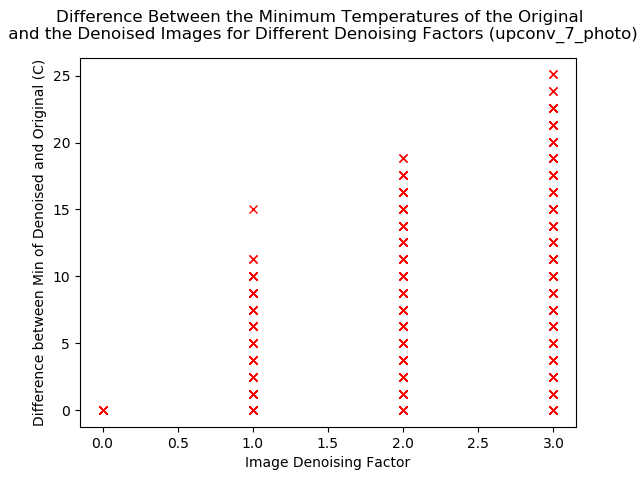 Difference Between the Minimum Temperatures of the Original
and the Denoised Images for Different Denoising Factors (upconv_7_photo)
Difference between Min of Denoised and Original (C)
25
20
15
10
5
0
0.0 0.5 1.0 1.5 2.0 2.5 3.0
Image Denoising Factor